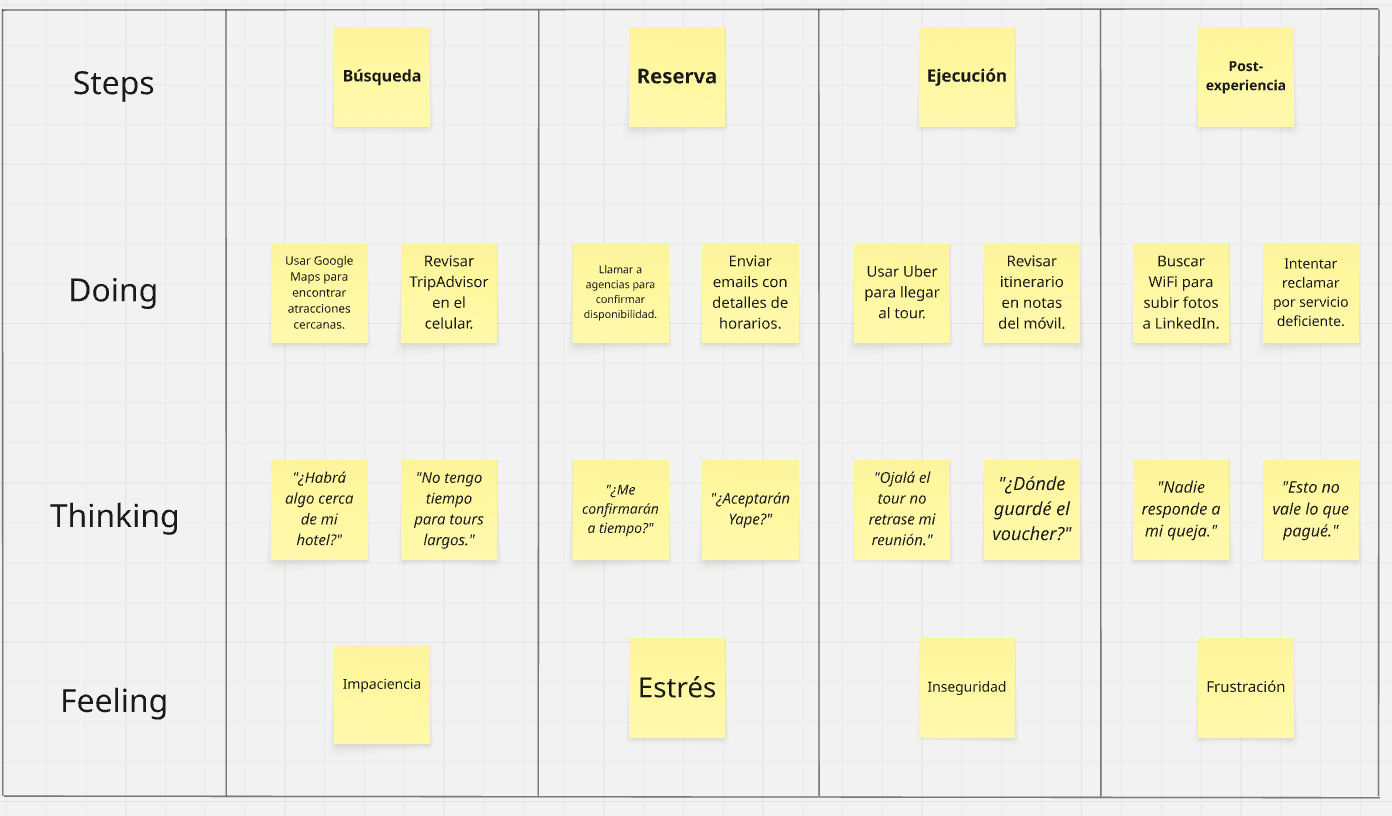 Steps
Búsqueda
Reserva
Ejecución
Post-
experiencia
Doing
Usar Google
Maps para
encontrar
atracciones
cercanas.
Revisar
TripAdvisor
en el
celular.
Llamar a
agencias para
confirmar
disponibilidad.
Enviar
emails con
detalles de
horarios.
Usar Uber
para llegar
al tour.
Revisar
itinerario
en notas
del móvil.
Buscar
WiFi para
subir fotos
a LinkedIn.
Intentar
reclamar
por servicio
deficiente.
Thinking
"¿Habrá
algo cerca
de mi
hotel?"
"No tengo
tiempo
para tours
largos."
"¿Me
confirmarán
a tiempo?"
"¿Aceptarán
Yape?"
"Ojalá el
tour no
retrase mi
reunión."
"¿Dónde
guardé el
voucher?"
"Nadie
responde a
mi queja."
"Esto no
vale lo que
pagué."
Feeling
Impaciencia
Estrés
Inseguridad
Frustración